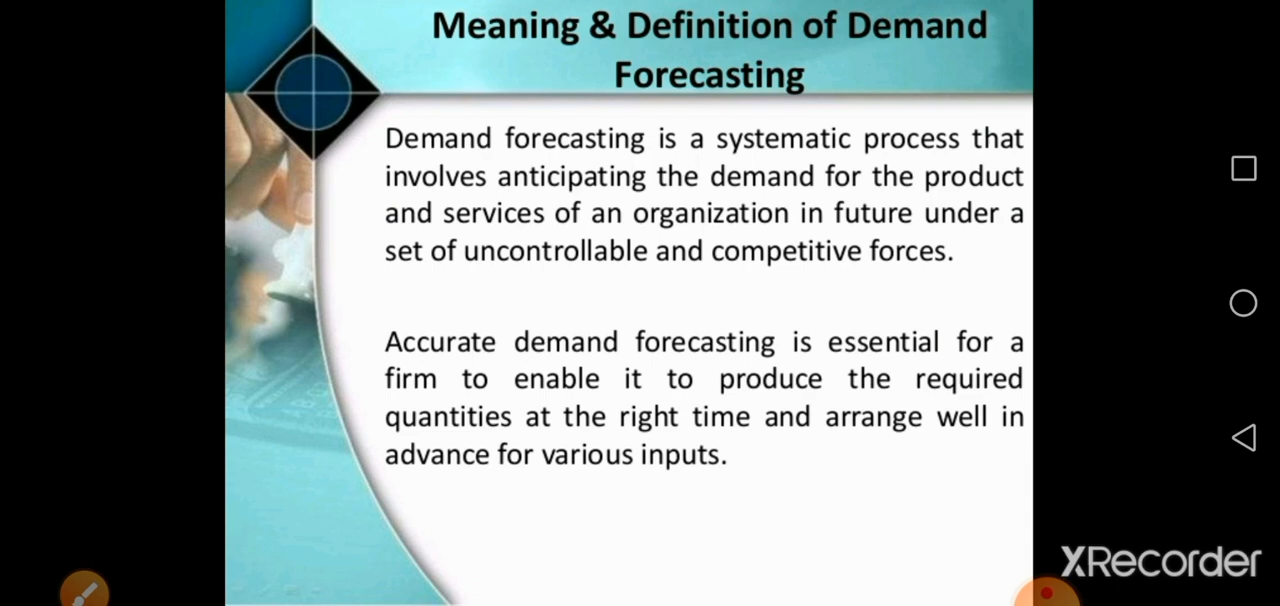 Meaning & Definition of Demand
Forecasting
Demand forecasting is a systematic process that
involves anticipating the demand for the product
and services of an organization in future under a
set of uncontrollable and competitive forces.
Accurate demand forecasting is essential for a
firm to enable it to produce the required
quantities at the right time and arrange well in
advance for various inputs.
XRecorder